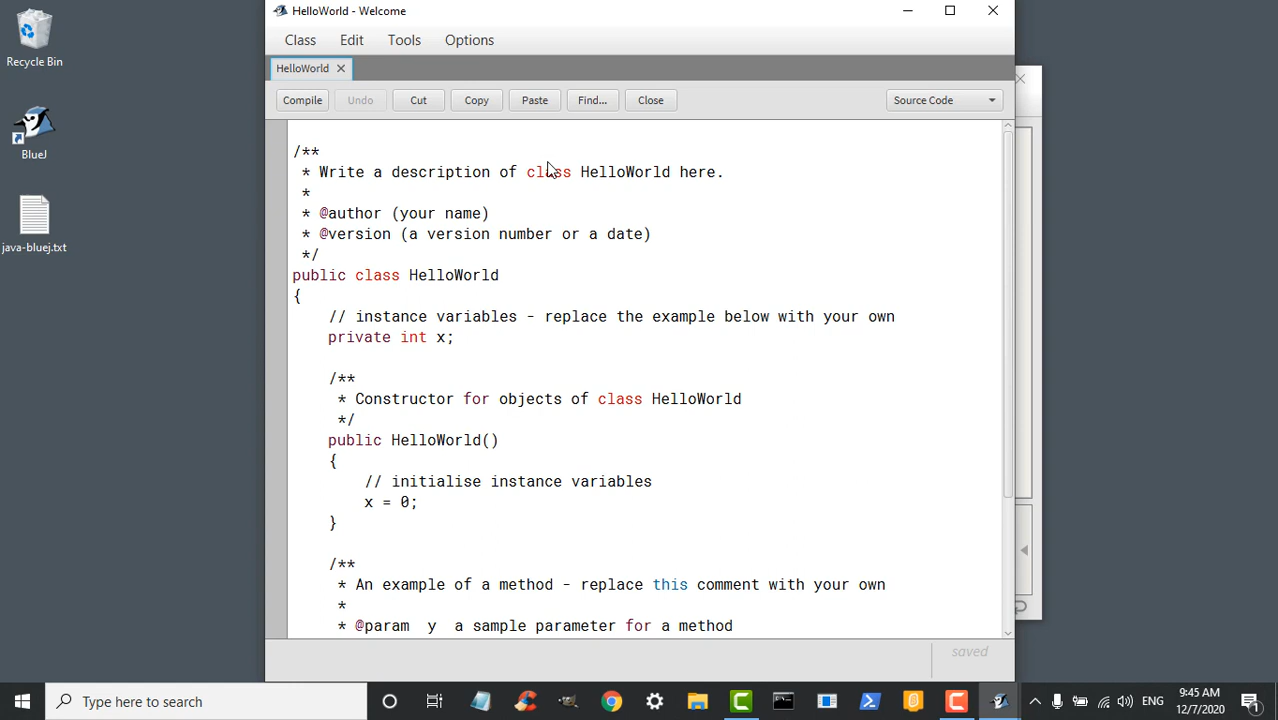 HelloWorld - Welcome
Class Edit Tools Options
HelloWorld
Compile Undo Cut Copy Paste Find... Close Source Code
/**
* Write a description of class HelloWorld here.
*
* @author (your name)
* @version (a version number or a date)
*/
public class HelloWorld
{
// instance variables - replace the example below with your own
private int x;
/**
* Constructor for objects of class HelloWorld
*/
public HelloWorld()
{
// initialise instance variables
x = 0;
}
/**
* An example of a method - replace this comment with your own
*
* @param y a sample parameter for a method
saved
Recycle Bin
BlueJ
java-bluej.txt
Type here to search
ENG
9:45 AM
12/7/2020
1